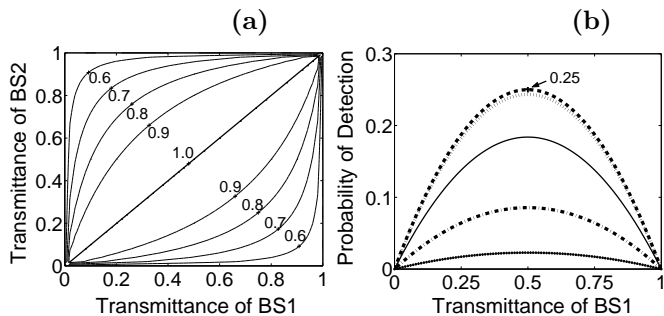 (a)
1
0.8
0.6
0.4
0.2
0
Transmittance of BS2
0.6
0.7
0.8
0.9
1.0
0.9
0.8
0.7
0.6
0 0.2 0.4 0.6 0.8 1
Transmittance of BS1
(b)
0.3
0.2
0.1
0
Probability of Detection
0.25
0 0.25 0.5 0.75 1
Transmittance of BS1